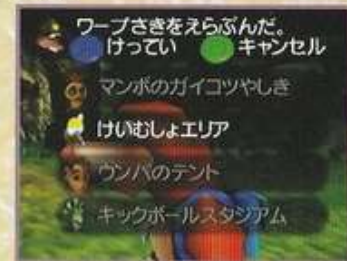 ワープさきをえらぶんだ。
けってい キャンセル
マンボのガイコツやしき
けいむしょエリア
ウンパのテント
キックボールスタジアム